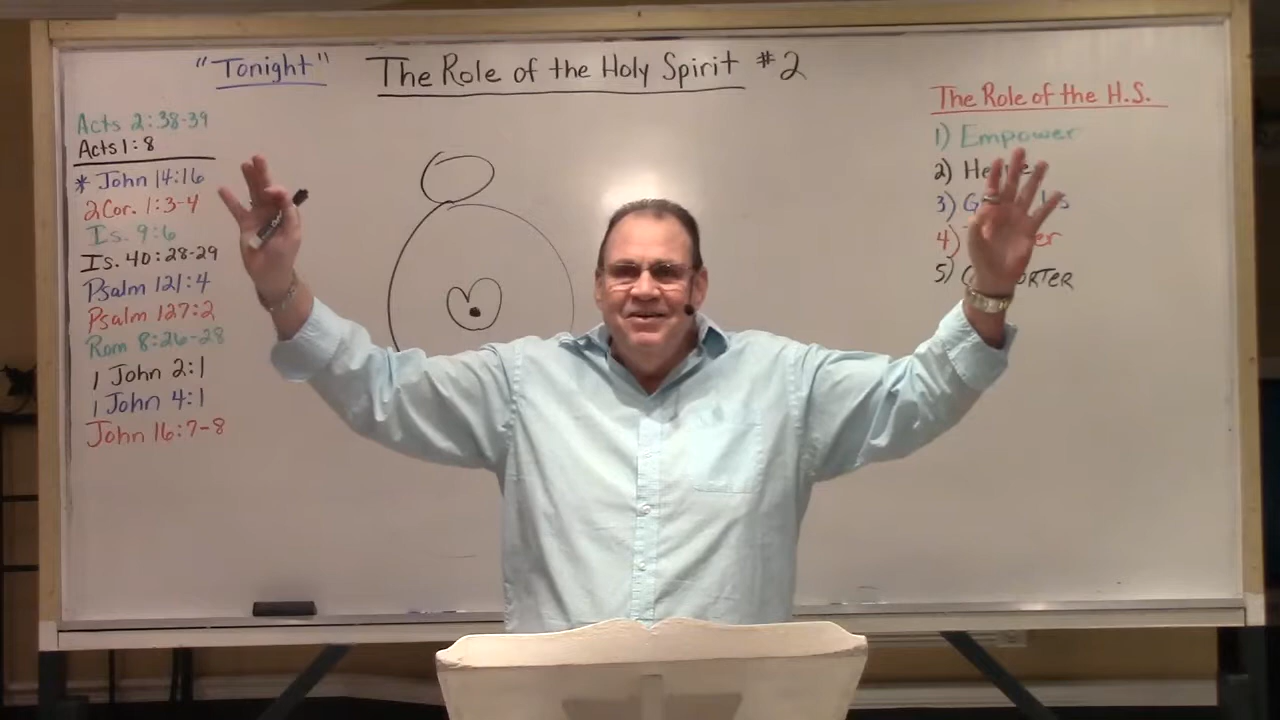 "Tonight" The Role of the Holy Spirit #2
Acts 2:38-39
Acts 1:8
* John 14:16
2 Cor. 1:3-4
Is. 9:6
Is. 40:28-29
Psalm 121:4
Psalm 127:2
Rom 8:26-28
1 John 2:1
1 John 4:1
John 16:7-8
The Role of the H.S.
1) Empower
2)
3)
4)
5)